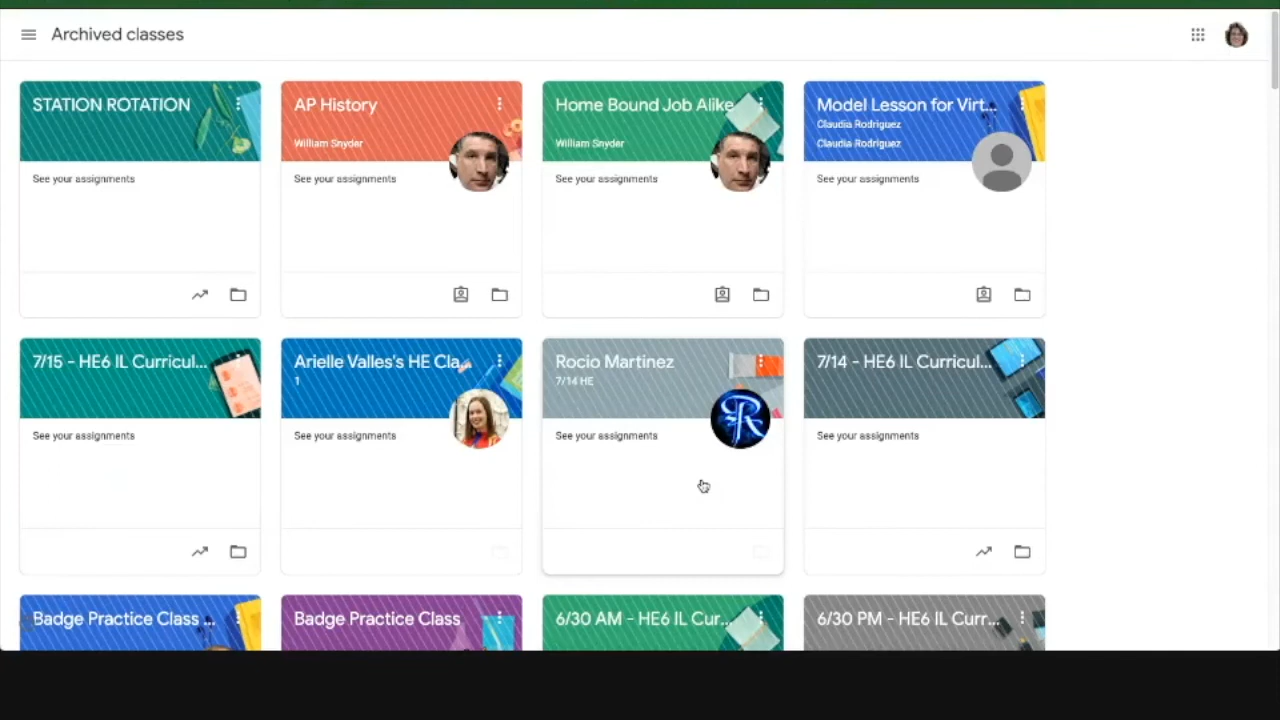 Archived classes
STATION ROTATION
See your assignments
AP History
William Snyder
See your assignments
Home Bound Job Alike
William Snyder
See your assignments
Model Lesson for Virt...
Claudia Rodriguez
Claudia Rodriguez
See your assignments
7/15 - HE6 IL Curricul...
See your assignments
Arielle Valles's HE Cla...
1
See your assignments
Rocio Martinez
7/14 HE
See your assignments
7/14 - HE6 IL Curricul...
See your assignments
Badge Practice Class ...
Badge Practice Class
6/30 AM - HE6 IL Cur...
6/30 PM - HE6 IL Curr...